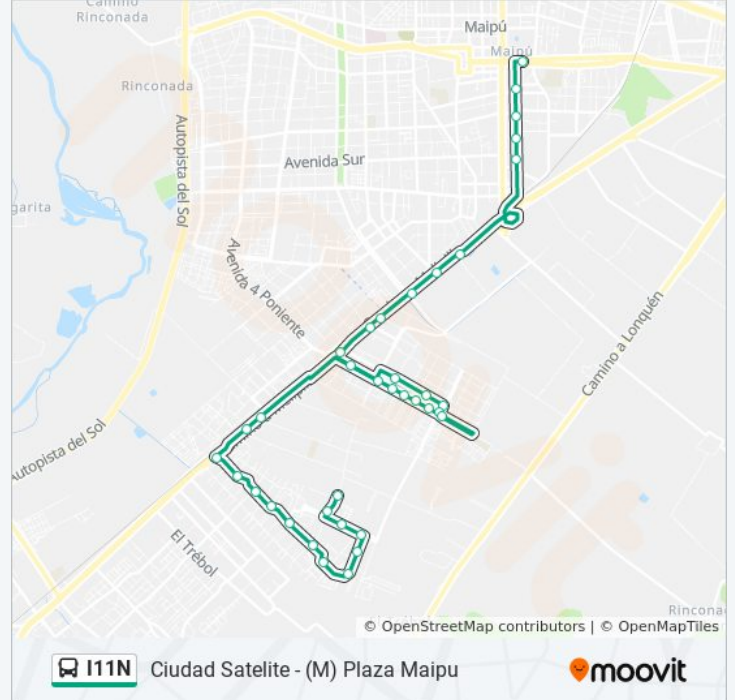 Camino
Rinconada
Maipú
Maipú
Rinconada
Autopista del Sol
Avenida Sur
garita
Avenida 4 Poniente
Camino a Lonquén
Autopista del Sol
El Trébol
Rincona
© OpenStreetMap contributors | © OpenMapTiles
I11N Ciudad Satelite - (M) Plaza Maipu
moovit